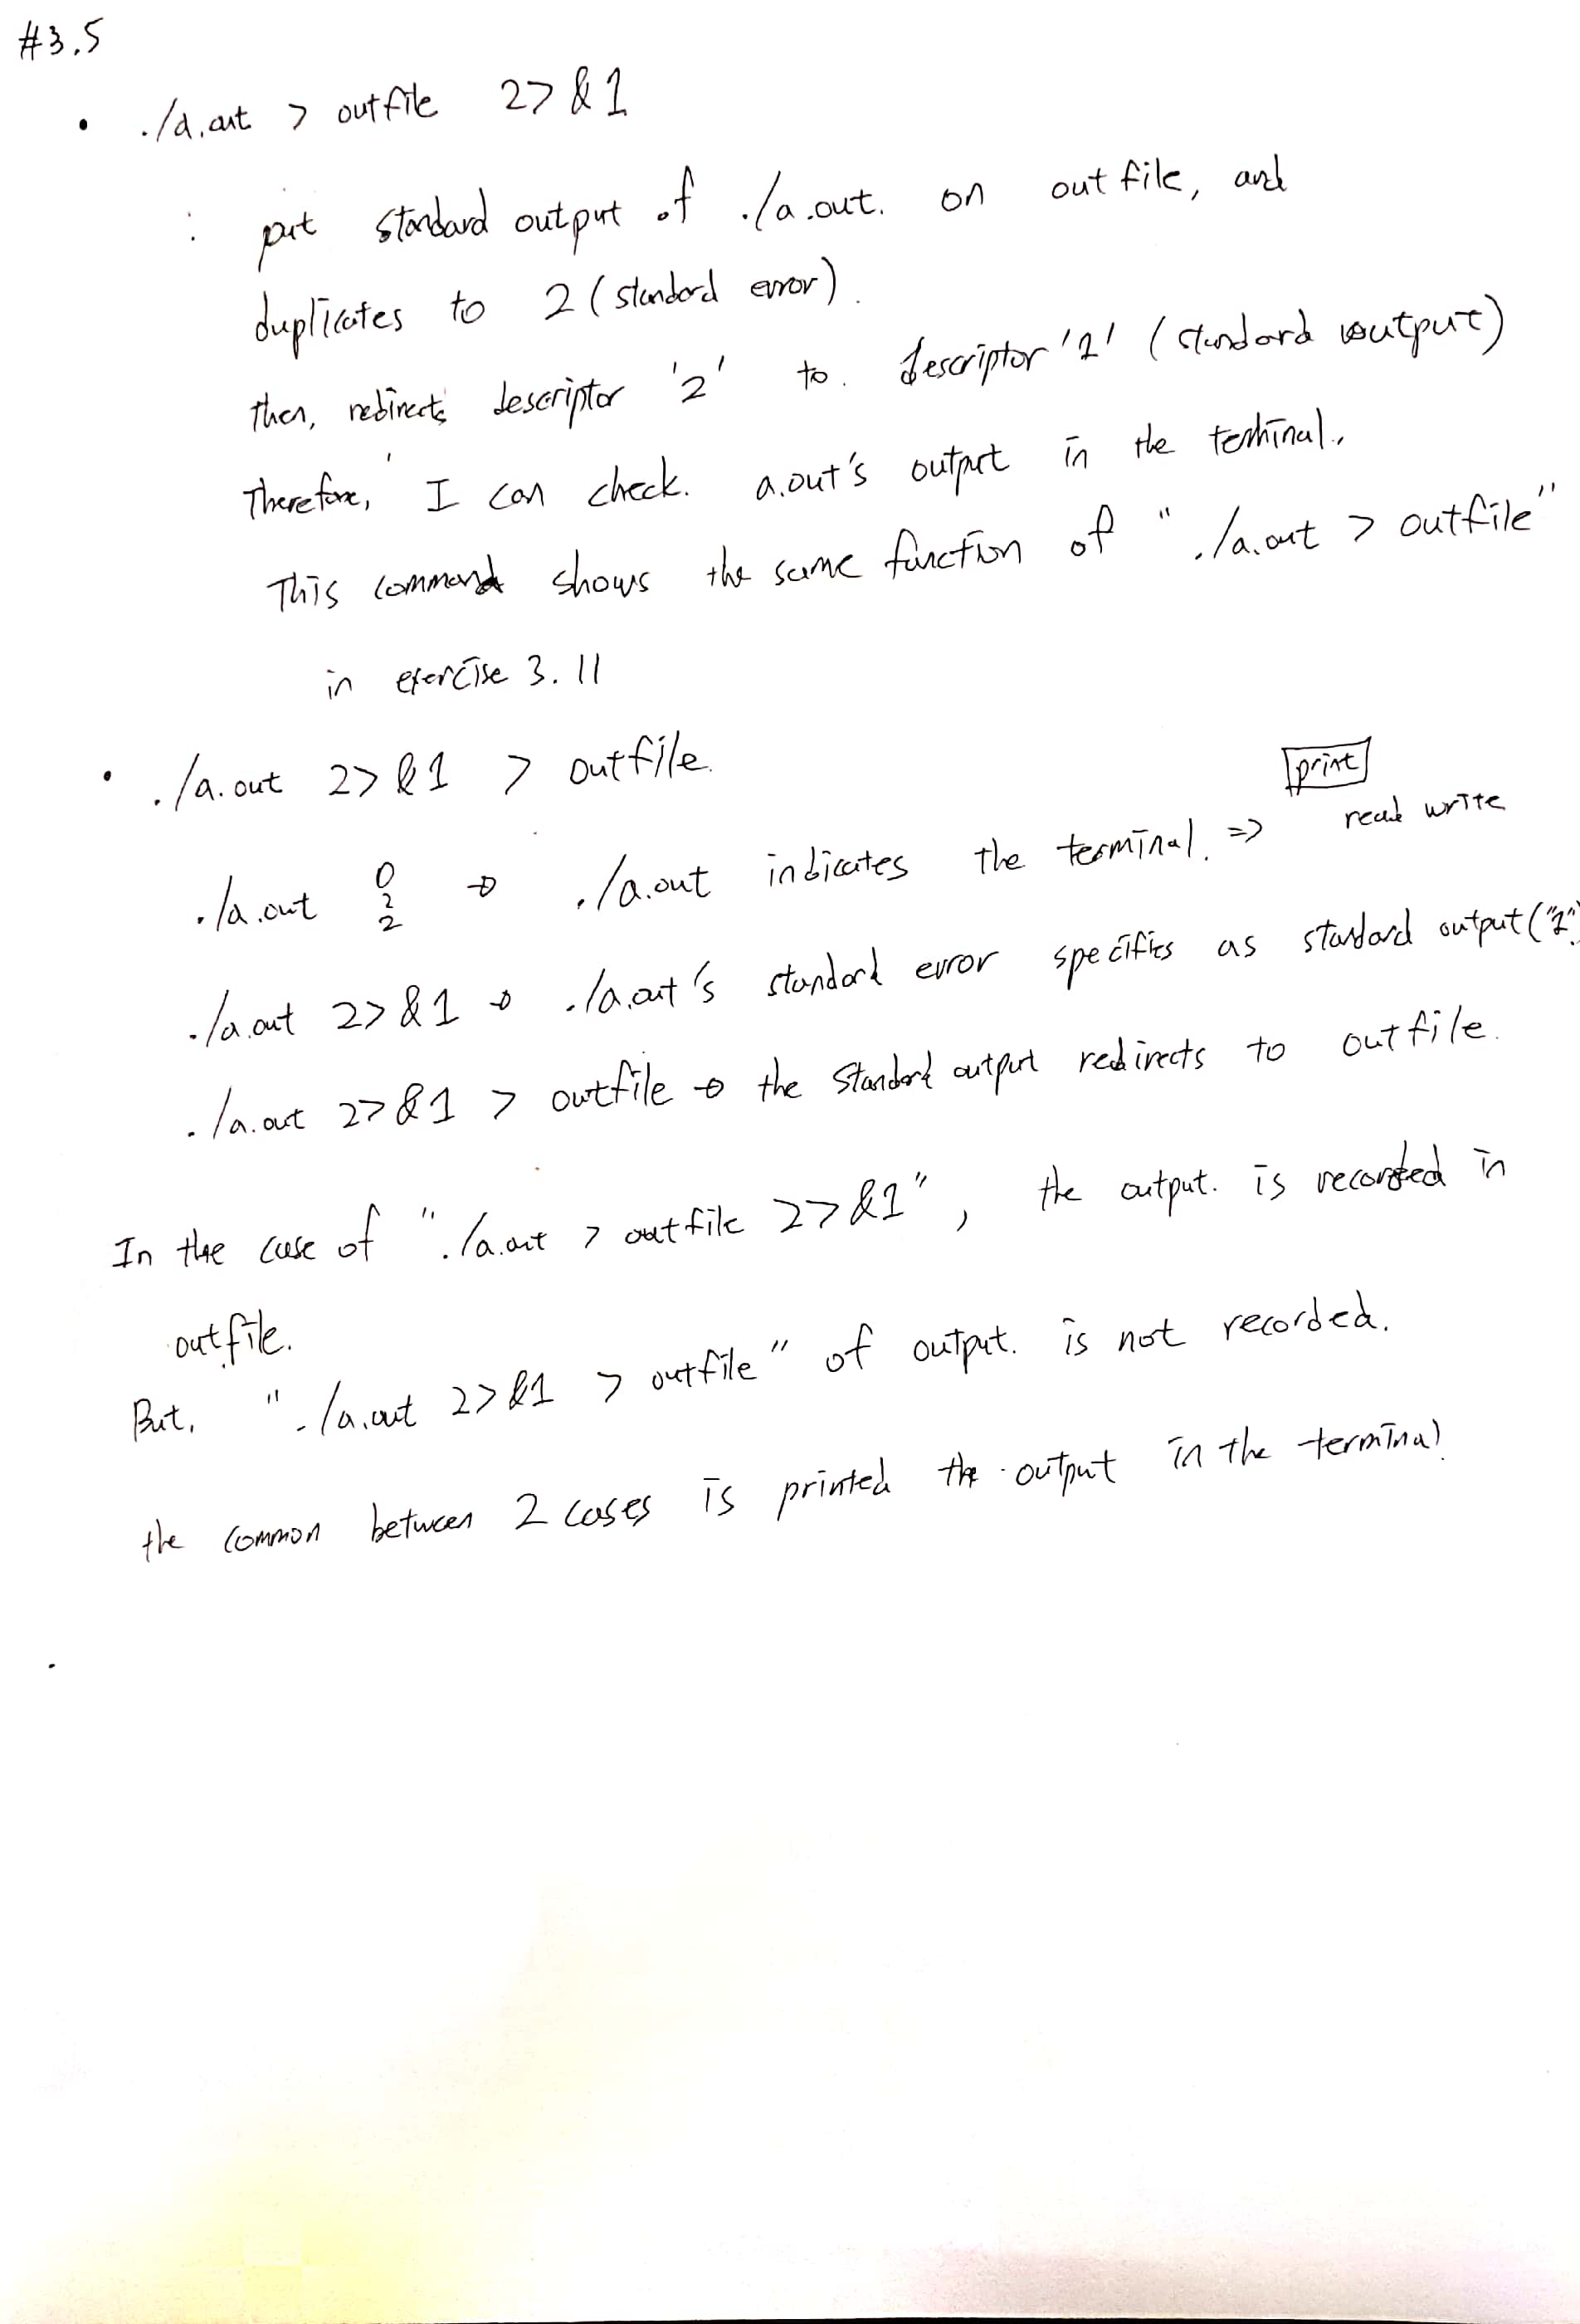 #3.5
• ./a.out > outfile 2>&1
: put standard output of ./a.out. on outfile, and
duplicates to 2 (standard error).
then, redirects descriptor '2' to. descriptor '1' (standard output)
Therefore, I can check. a.out's output in the terminal.
This command shows the same function of "./a.out > outfile"
in exercise 3.11
• ./a.out 2>&1 > outfile.
print
./a.out 0 → ./a.out indicates the terminal. => read write
2
2
./a.out 2>&1 → ./a.out's standard error specifies as standard output ("1")
./a.out 2>&1 > outfile → the standard output redirects to outfile.
In the case of "./a.out > outfile 2>&1", the output. is recorded in
outfile.
But, "./a.out 2>&1 > outfile" of output. is not recorded.
the common between 2 cases is printed the output in the terminal.